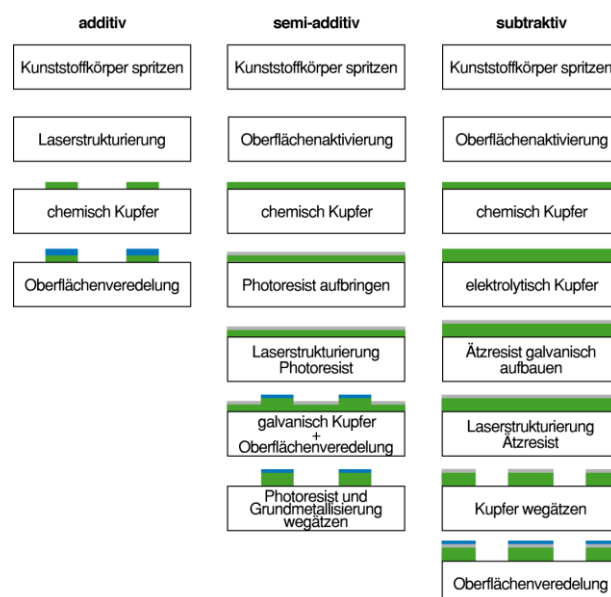 additiv
Kunststoffkörper spritzen
Laserstrukturierung
chemisch Kupfer
Oberflächenveredelung
semi-additiv
Kunststoffkörper spritzen
Oberflächenaktivierung
chemisch Kupfer
Photoresist aufbringen
Laserstrukturierung
Photoresist
galvanisch Kupfer
+
Oberflächenveredelung
Photoresist und
Grundmetallisierung
wegätzen
subtraktiv
Kunststoffkörper spritzen
Oberflächenaktivierung
chemisch Kupfer
elektrolytisch Kupfer
Ätzresist galvanisch
aufbauen
Laserstrukturierung
Ätzresist
Kupfer wegätzen
Oberflächenveredelung